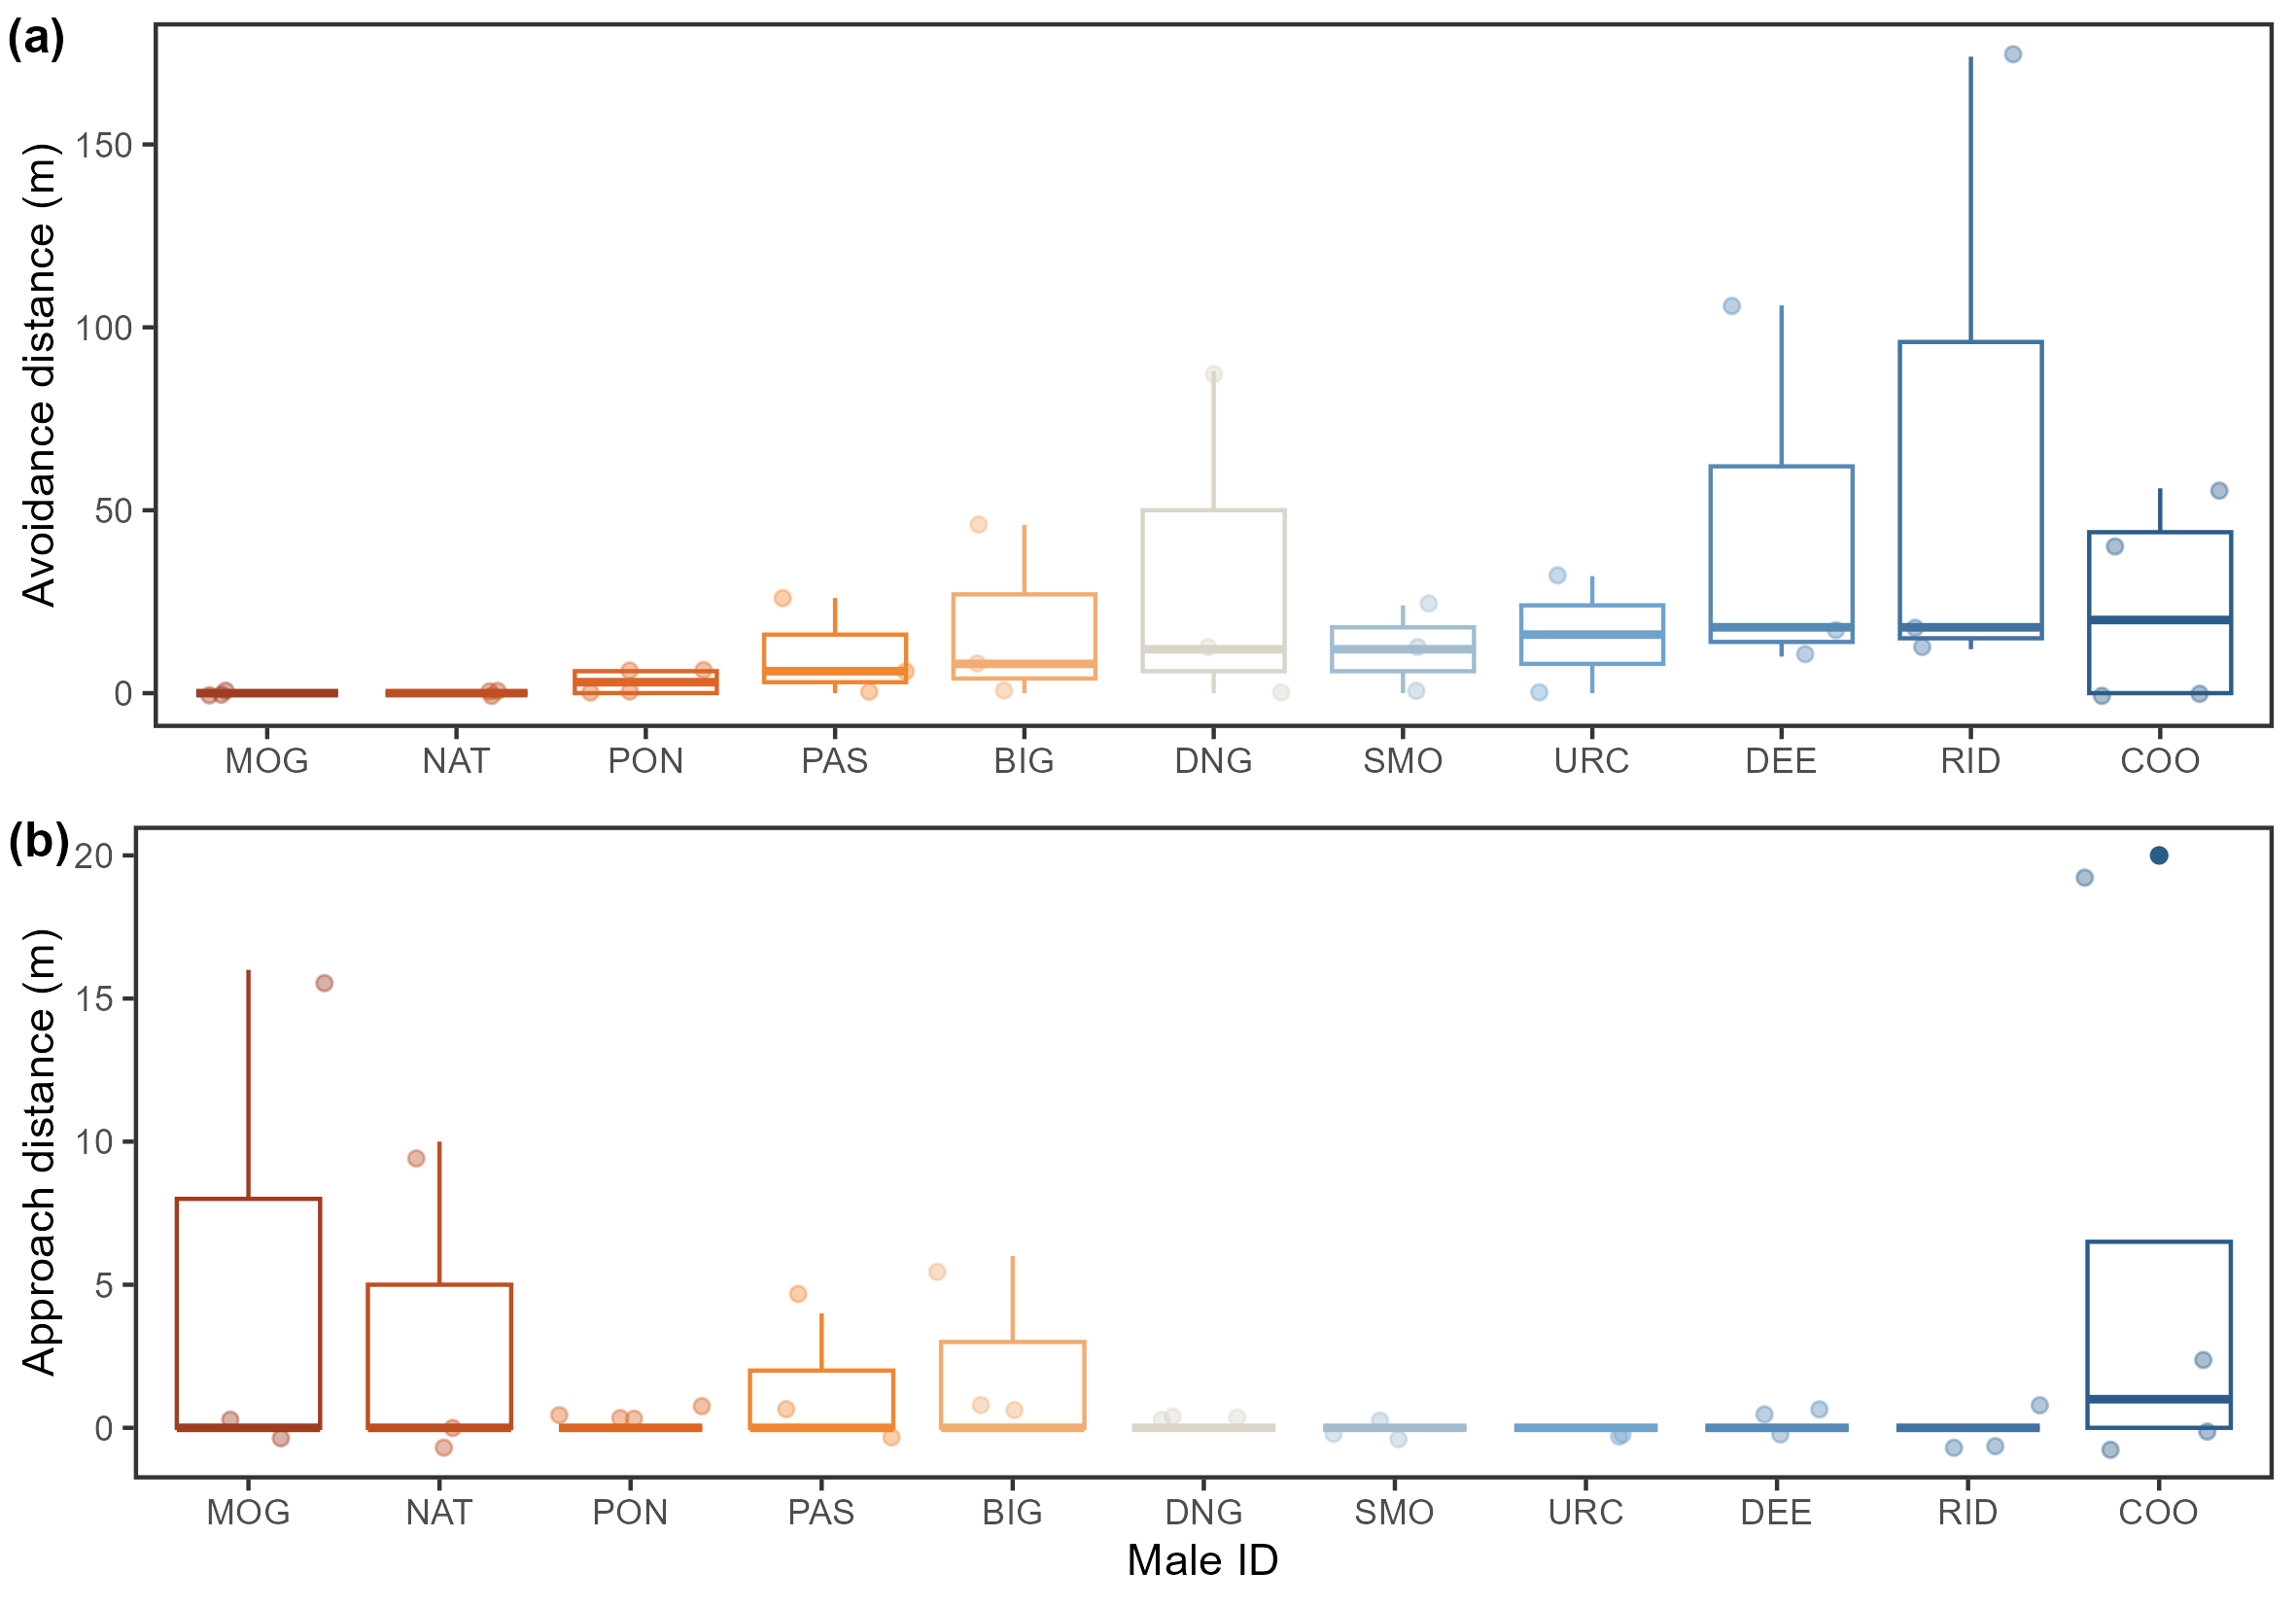 (a)
Avoidance distance (m)
150
100
50
0
MOG NAT PON PAS BIG DNG SMO URC DEE RID COO
(b)
Approach distance (m)
20
15
10
5
0
MOG NAT PON PAS BIG DNG SMO URC DEE RID COO
Male ID